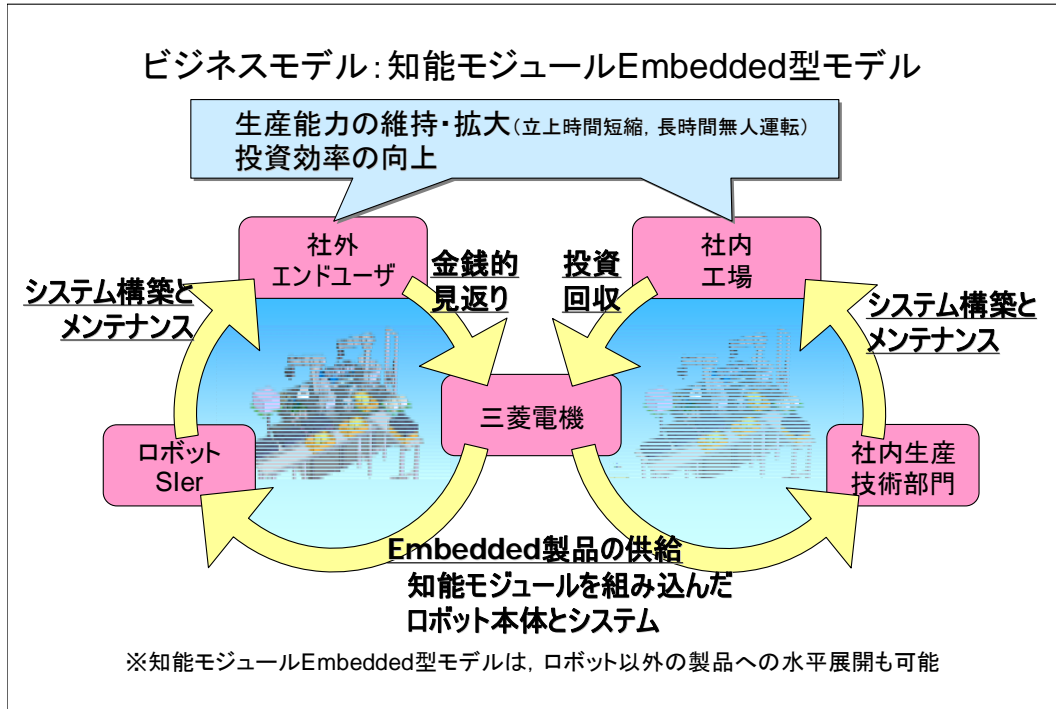 ビジネスモデル:知能モジュールEmbedded型モデル
生産能力の維持・拡大(立上時間短縮,長時間無人運転)
投資効率の向上
社外
エンドユーザ
社内
工場
金銭的
見返り
投資
回収
システム構築と
メンテナンス
システム構築と
メンテナンス
三菱電機
ロボット
SIer
社内生産
技術部門
Embedded製品の供給
知能モジュールを組み込んだ
ロボット本体とシステム
※知能モジュールEmbedded型モデルは,ロボット以外の製品への水平展開も可能